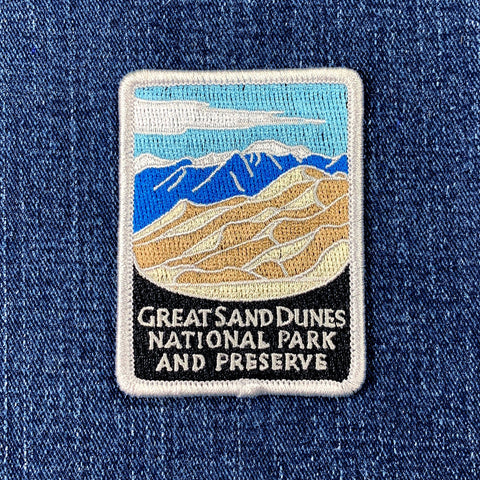 GREAT SAND DUNES
NATIONAL PARK
AND PRESERVE